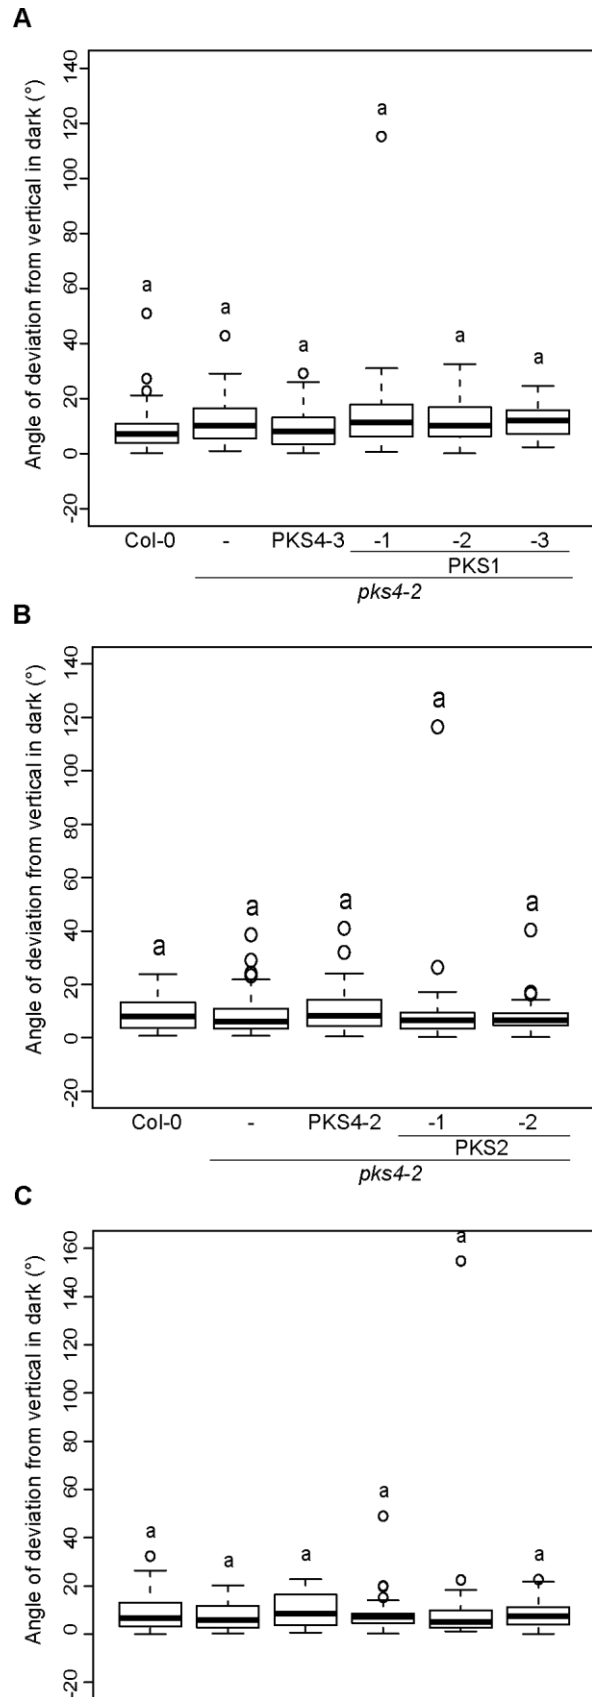 A
Angle of deviation from vertical in dark (°)
140
120
100
80
60
40
20
0
-20
a
a
a
a
a
a
Col-0 - PKS4-3 -1 -2 -3
PKS1
pks4-2
B
Angle of deviation from vertical in dark (°)
140
120
100
80
60
40
20
0
-20
a
a
a
a
a
Col-0 - PKS4-2 -1 -2
PKS2
pks4-2
C
Angle of deviation from vertical in dark (°)
160
140
120
100
80
60
40
20
0
-20
a
a
a
a
a
a